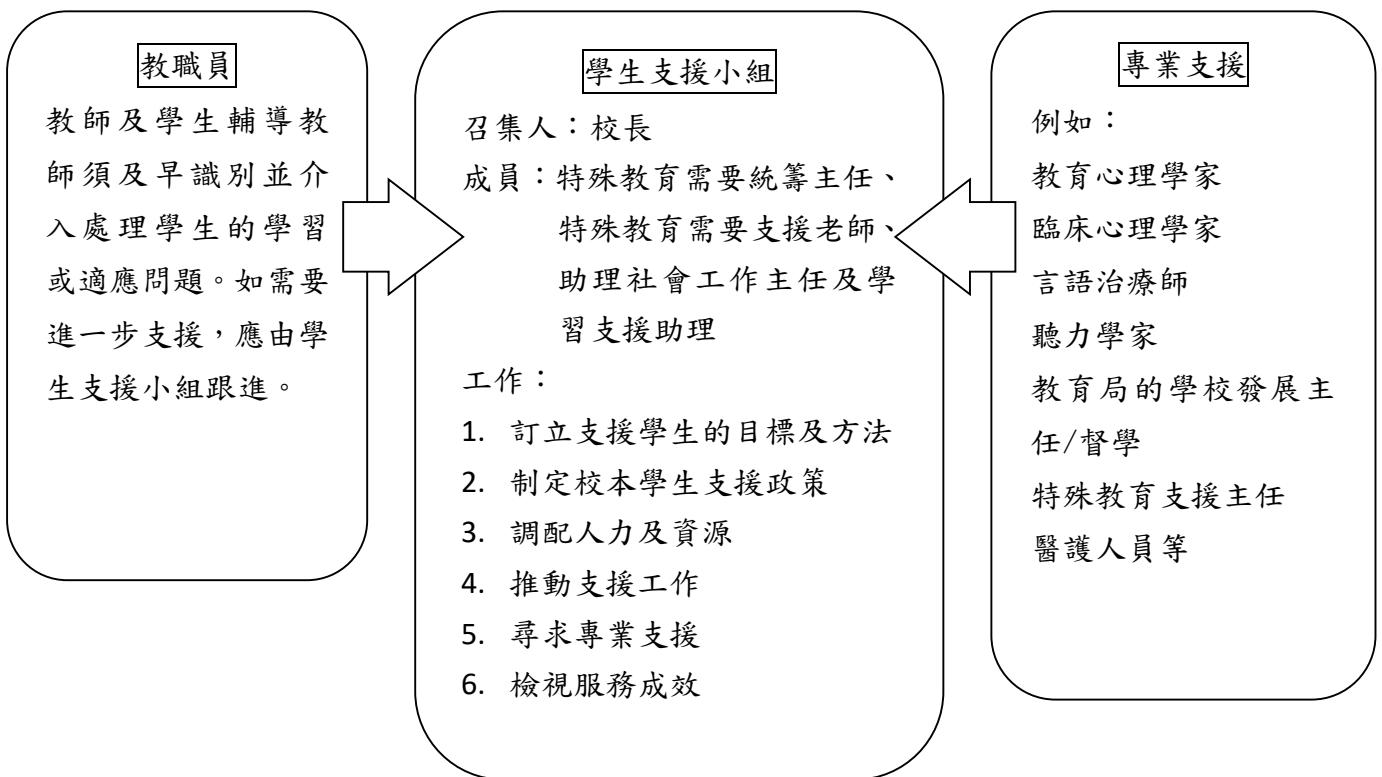 教職員
教師及學生輔導教
師須及早識別並介
入處理學生的學習
或適應問題。如需要
進一步支援，應由學
生支援小組跟進。
學生支援小組
召集人：校長
成員：特殊教育需要統籌主任、
特殊教育需要支援老師、
助理社會工作主任及學
習支援助理
工作：
1. 訂立支援學生的目標及方法
2. 制定校本學生支援政策
3. 調配人力及資源
4. 推動支援工作
5. 尋求專業支援
6. 檢視服務成效
專業支援
例如：
教育心理學家
臨床心理學家
言語治療師
聽力學家
教育局的學校發展主
任/督學
特殊教育支援主任
醫護人員等